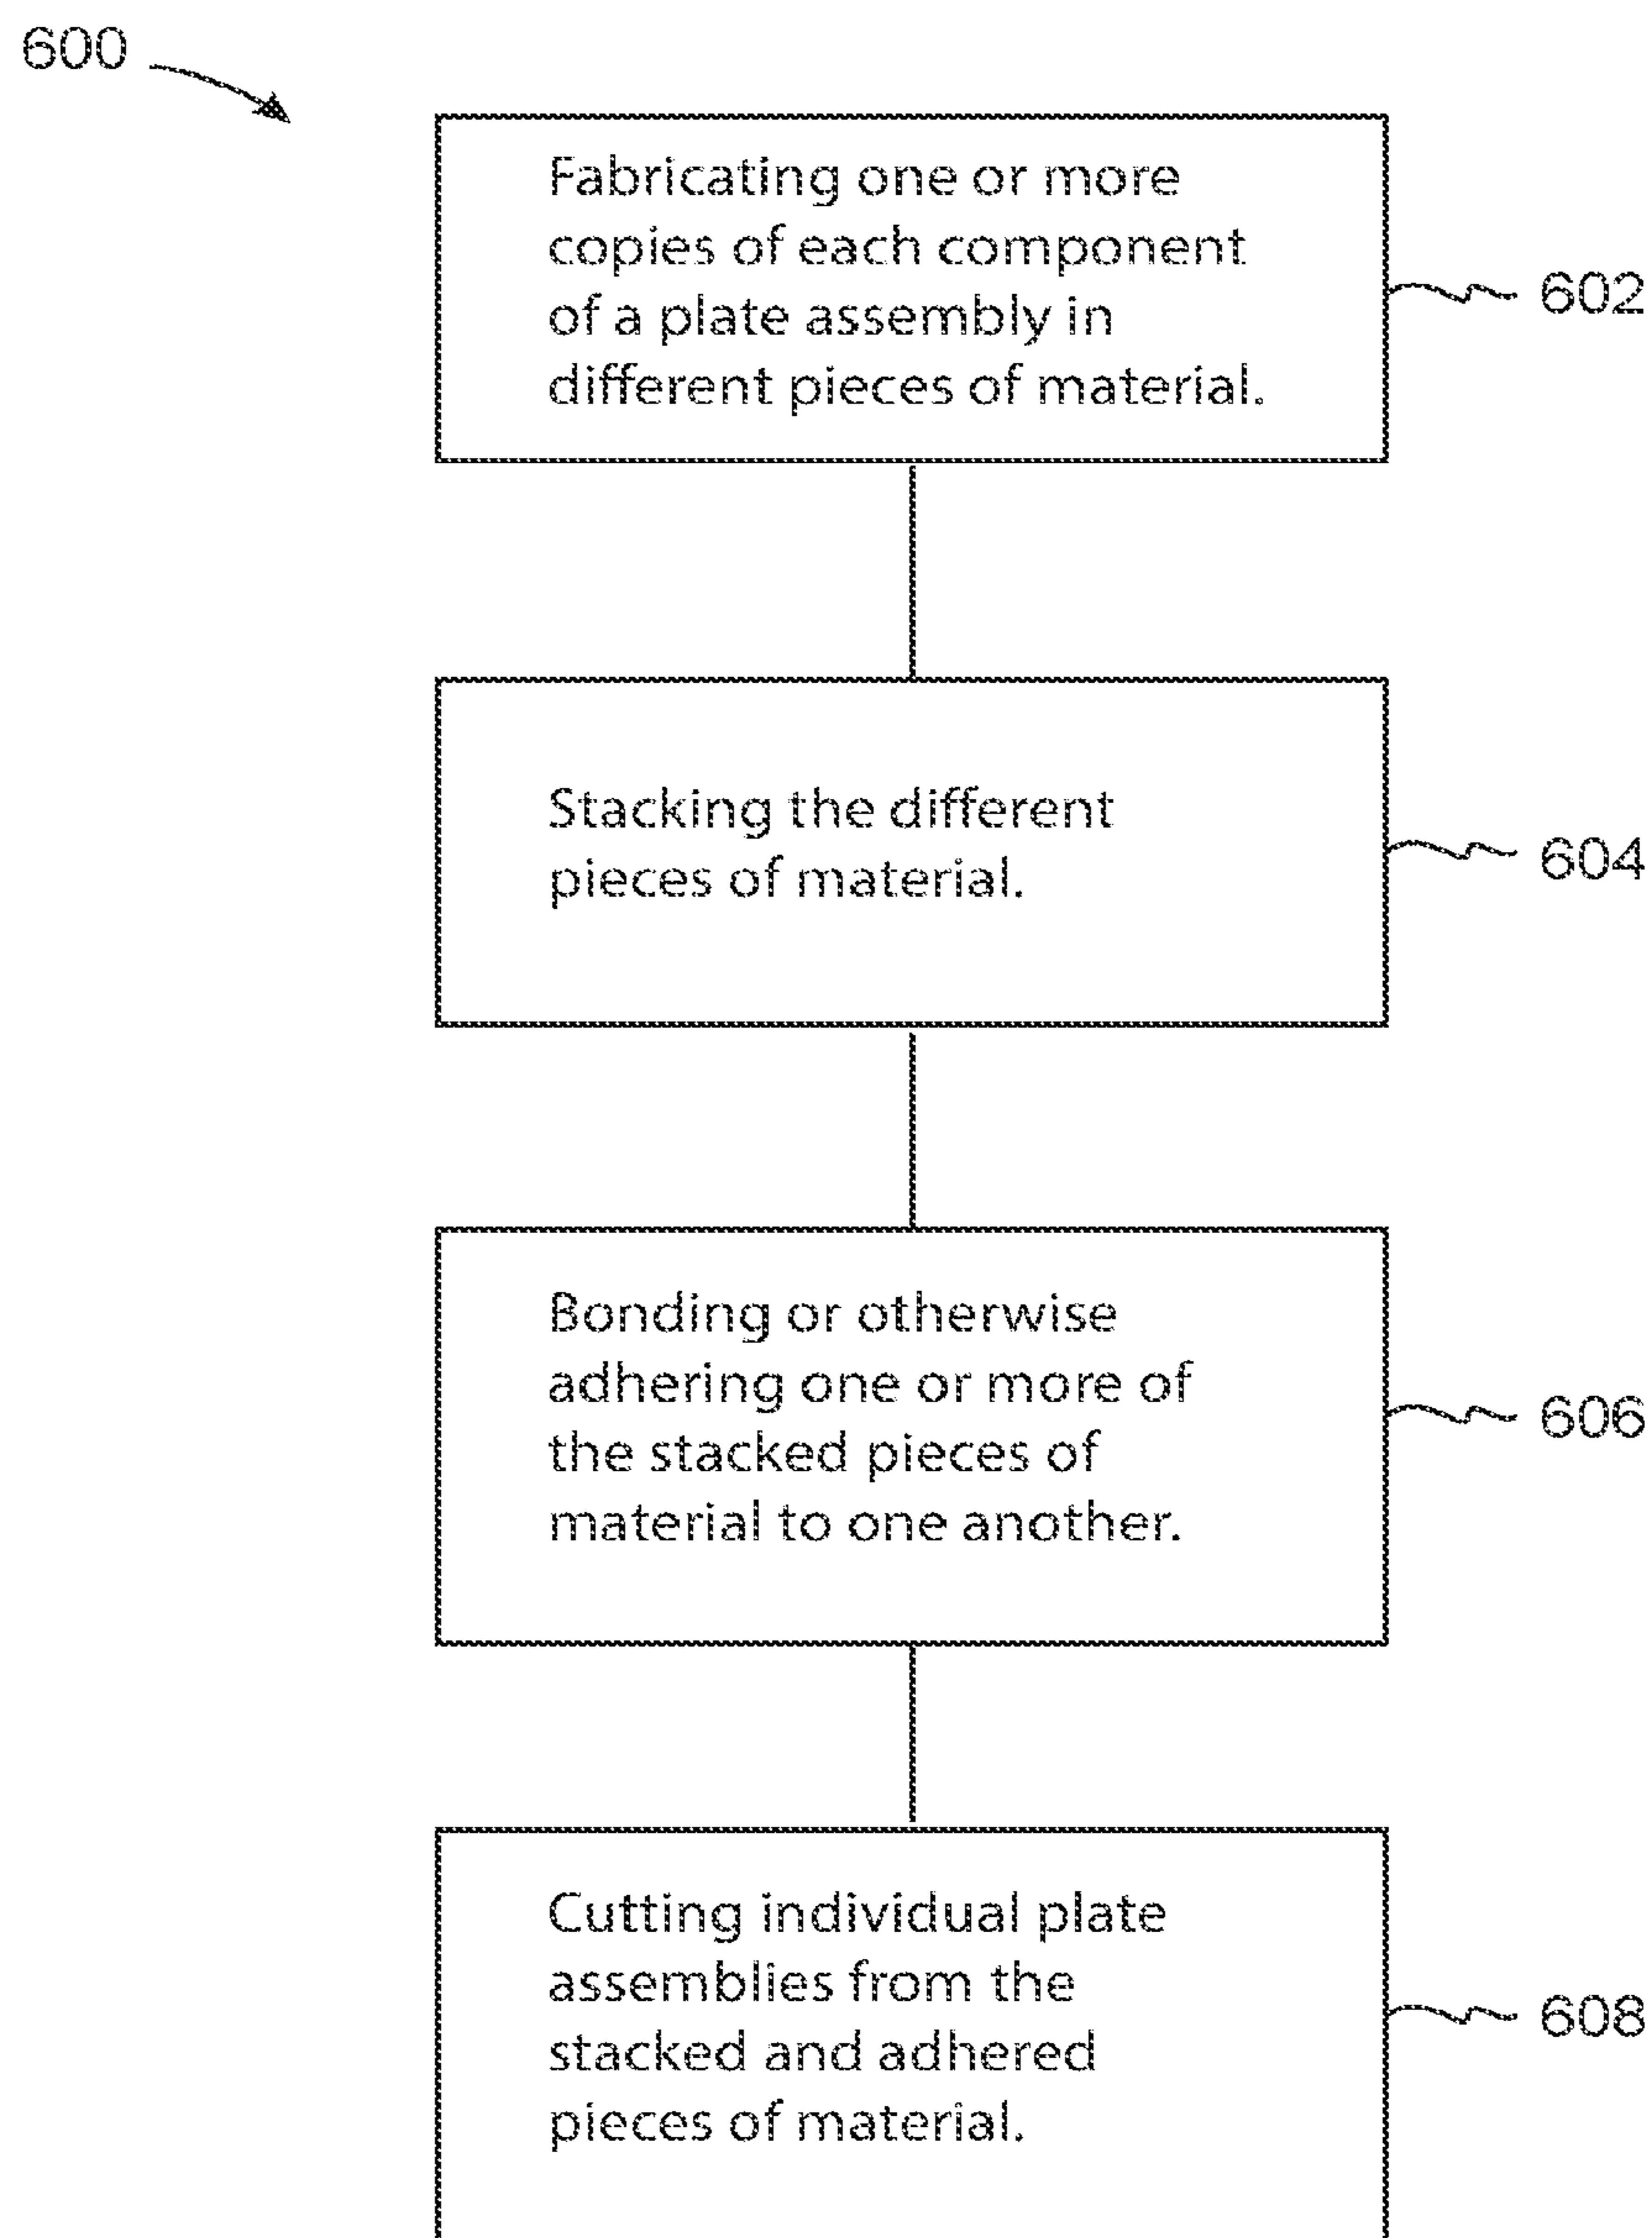 600
Fabricating one or more
copies of each component
of a plate assembly in
different pieces of material.
602
Stacking the different
pieces of material.
604
Bonding or otherwise
adhering one or more of
the stacked pieces of
material to one another.
606
Cutting individual plate
assemblies from the
stacked and adhered
pieces of material.
608